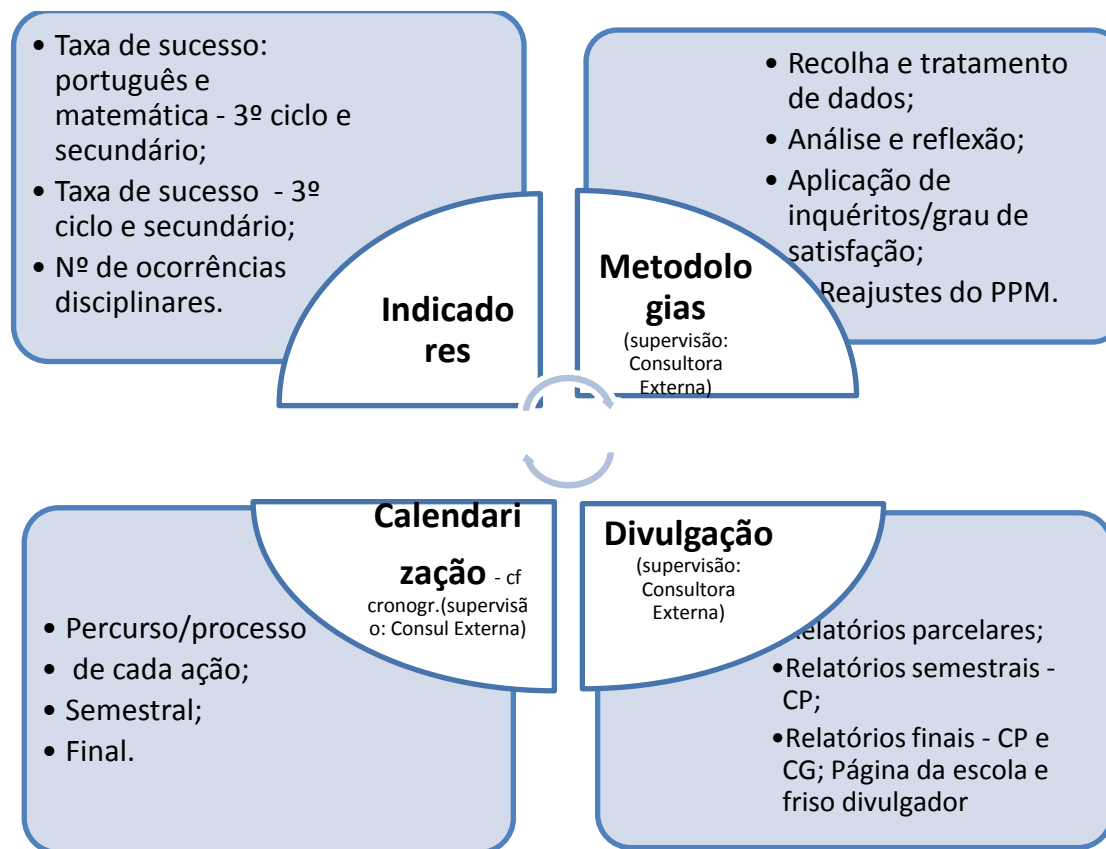 • Taxa de sucesso:
português e
matemática - 3º ciclo e
secundário;
• Taxa de sucesso - 3º
ciclo e secundário;
• Nº de ocorrências
disciplinares.
Indicado
res
• Recolha e tratamento
de dados;
• Análise e reflexão;
• Aplicação de
inquéritos/grau de
satisfação;
Reajustes do PPM.
Metodolo
gias
(supervisão:
Consultora
Externa)
Calendari
zação - cf
cronogr.(supervisã
o: Consul Externa)
• Percurso/processo
• de cada ação;
• Semestral;
• Final.
Divulgação
(supervisão:
Consultora
Externa)
Relatórios parcelares;
•Relatórios semestrais -
CP;
•Relatórios finais - CP e
CG; Página da escola e
friso divulgador